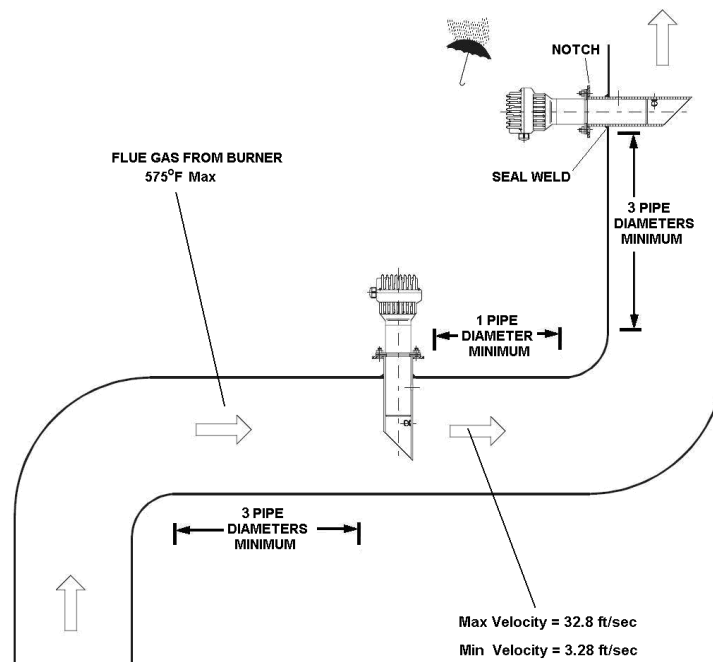 NOTCH
FLUE GAS FROM BURNER
575°F Max
SEAL WELD
3 PIPE
DIAMETERS
MINIMUM
1 PIPE
DIAMETER
MINIMUM
3 PIPE
DIAMETERS
MINIMUM
Max Velocity = 32.8 ft/sec
Min Velocity = 3.28 ft/sec